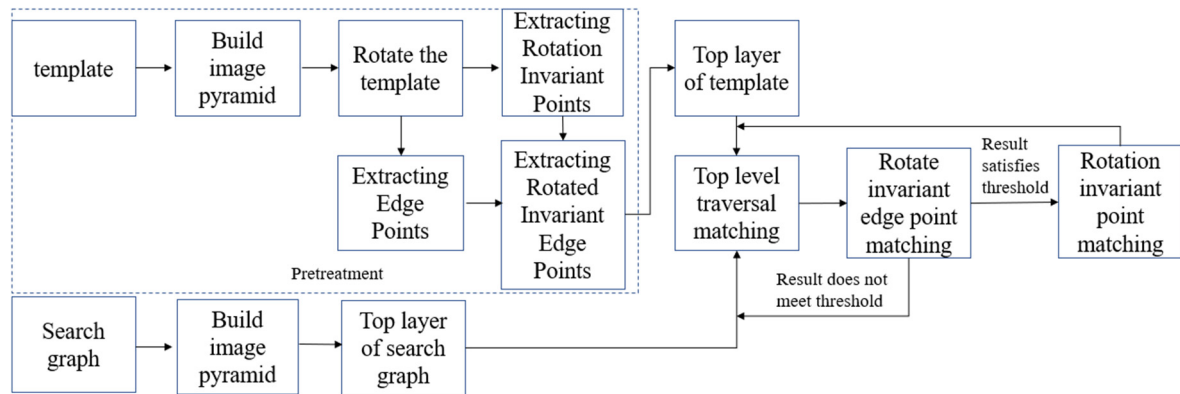 template
Build
image
pyramid
Rotate the
template
Extracting
Rotation
Invariant
Points
Extracting
Edge
Points
Extracting
Rotated
Invariant
Edge
Points
Pretreatment
Top layer
of template
Top level
traversal
matching
Rotate
invariant
edge point
matching
Result
satisfies
threshold
Rotation
invariant
point
matching
Result does not
meet threshold
Search
graph
Build
image
pyramid
Top layer
of search
graph